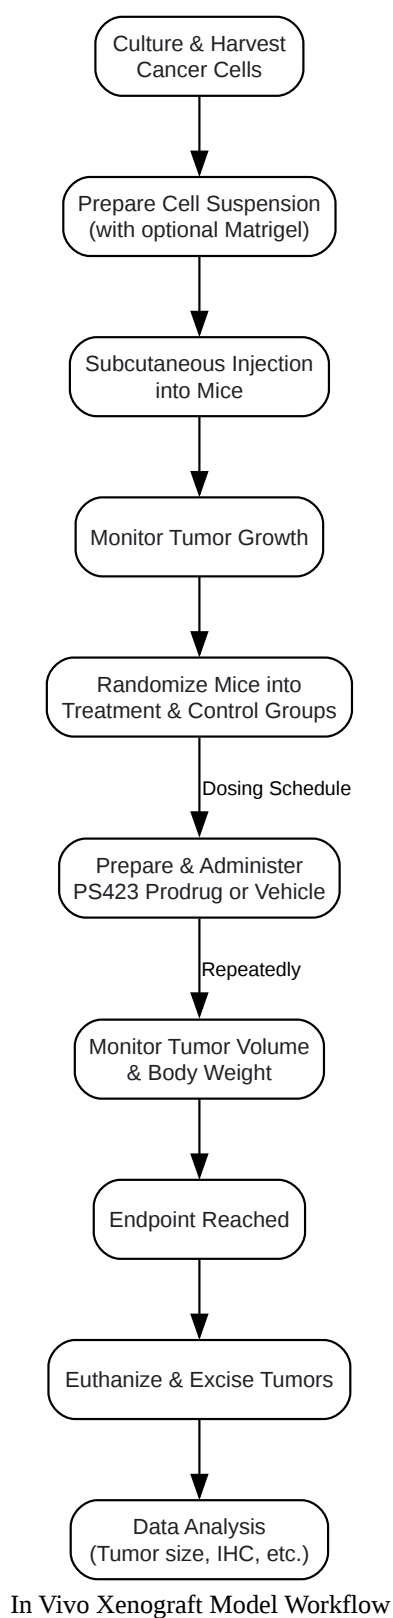 Culture & Harvest
Cancer Cells
Prepare Cell Suspension
(with optional Matrigel)
Subcutaneous Injection
into Mice
Monitor Tumor Growth
Randomize Mice into
Treatment & Control Groups
Dosing Schedule
Prepare & Administer
PS423 Prodrug or Vehicle
Repeatedly
Monitor Tumor Volume
& Body Weight
Endpoint Reached
Euthanize & Excise Tumors
Data Analysis
(Tumor size, IHC, etc.)
In Vivo Xenograft Model Workflow